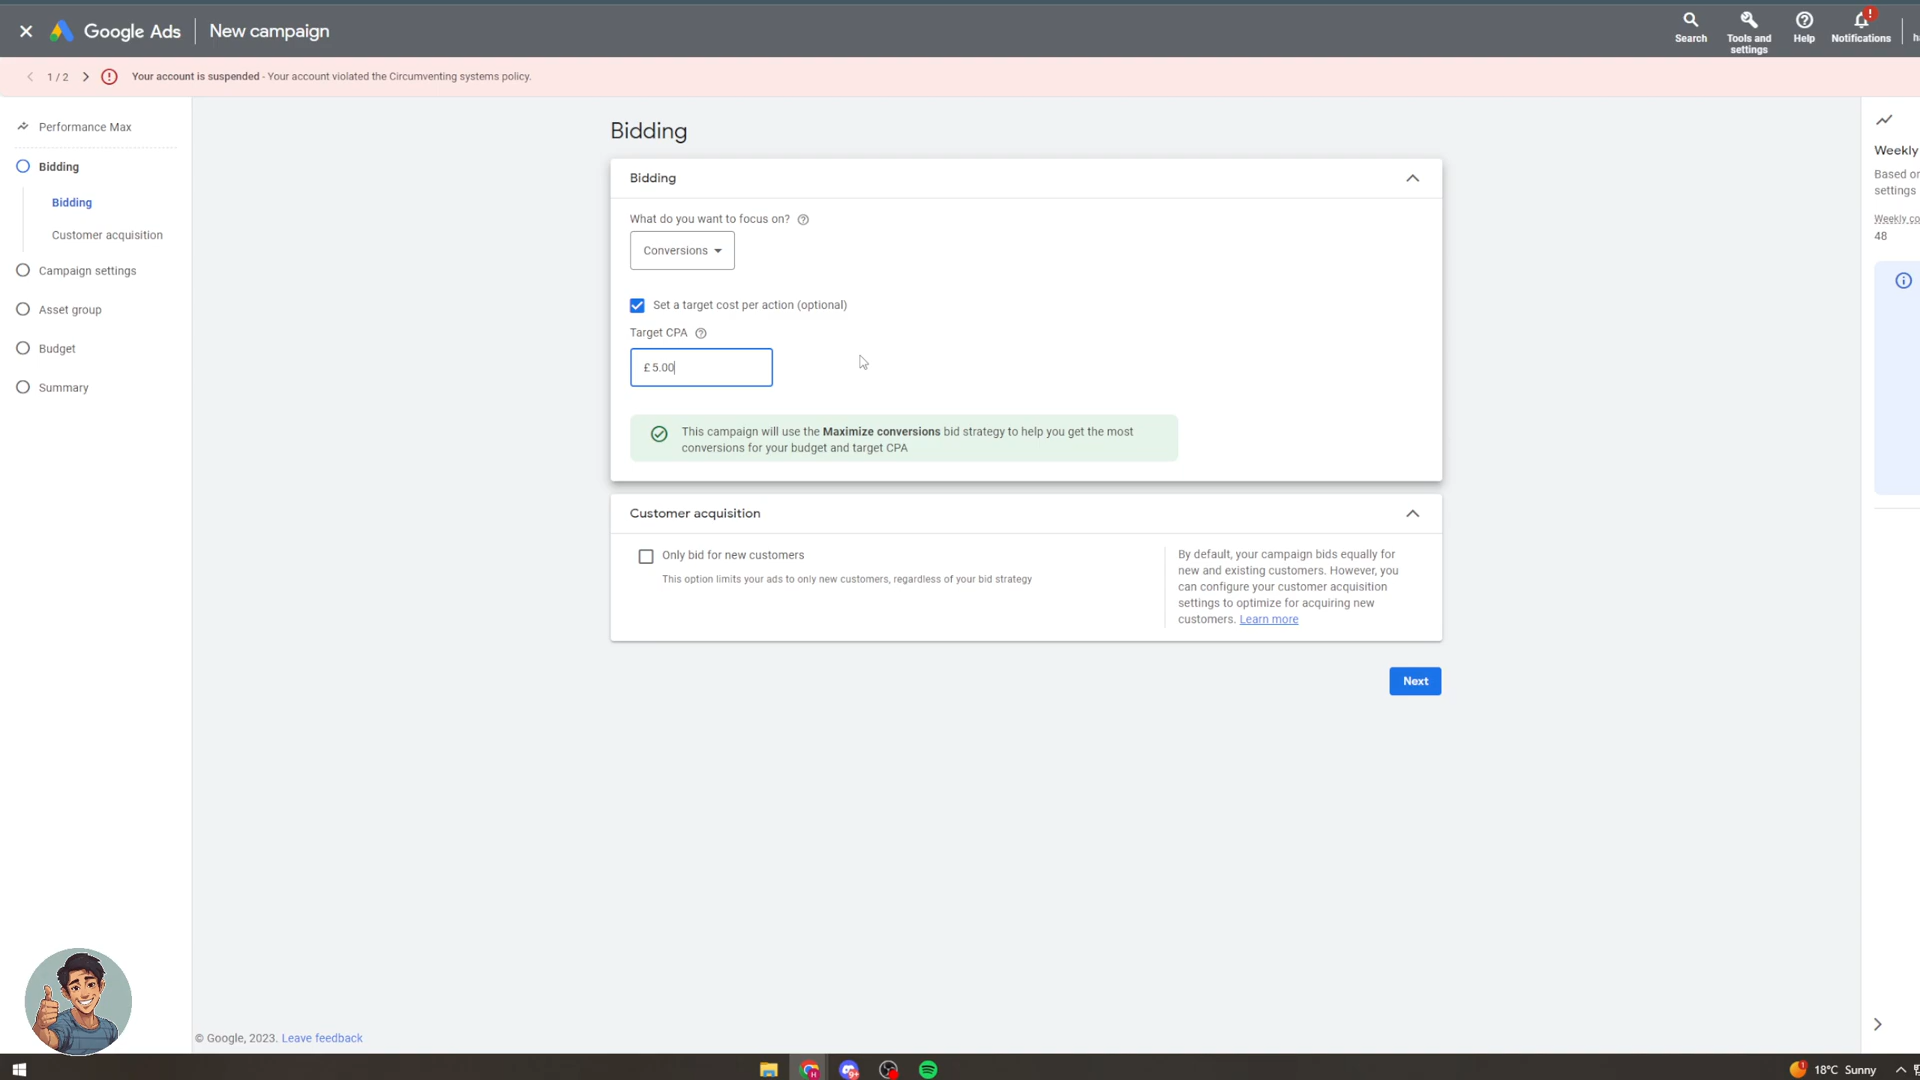 Google Ads
New campaign
Search
Tools and
settings
Help
Notifications
1 / 2
Your account is suspended - Your account violated the Circumventing systems policy.
Performance Max
Bidding
Bidding
Customer acquisition
Campaign settings
Asset group
Budget
Summary
Bidding
Bidding
What do you want to focus on?
Conversions
Set a target cost per action (optional)
Target CPA
£ 5.00
This campaign will use the Maximize conversions bid strategy to help you get the most
conversions for your budget and target CPA
Customer acquisition
Only bid for new customers
This option limits your ads to only new customers, regardless of your bid strategy
By default, your campaign bids equally for
new and existing customers. However, you
can configure your customer acquisition
settings to optimize for acquiring new
customers. Learn more
Next
Weekly
Based on
settings
Weekly co
48
© Google, 2023. Leave feedback
18°C Sunny